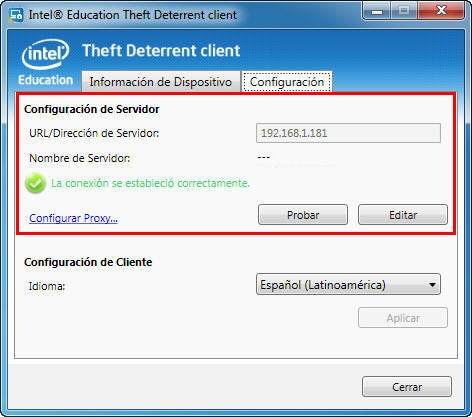 Intel® Education Theft Deterrent client
intel
Education
Theft Deterrent client
Información de Dispositivo
Configuración
Configuración de Servidor
URL/Dirección de Servidor:
192.168.1.181
Nombre de Servidor:
---
La conexión se estableció correctamente.
Configurar Proxy...
Probar
Editar
Configuración de Cliente
Idioma:
Español (Latinoamérica)
Aplicar
Cerrar